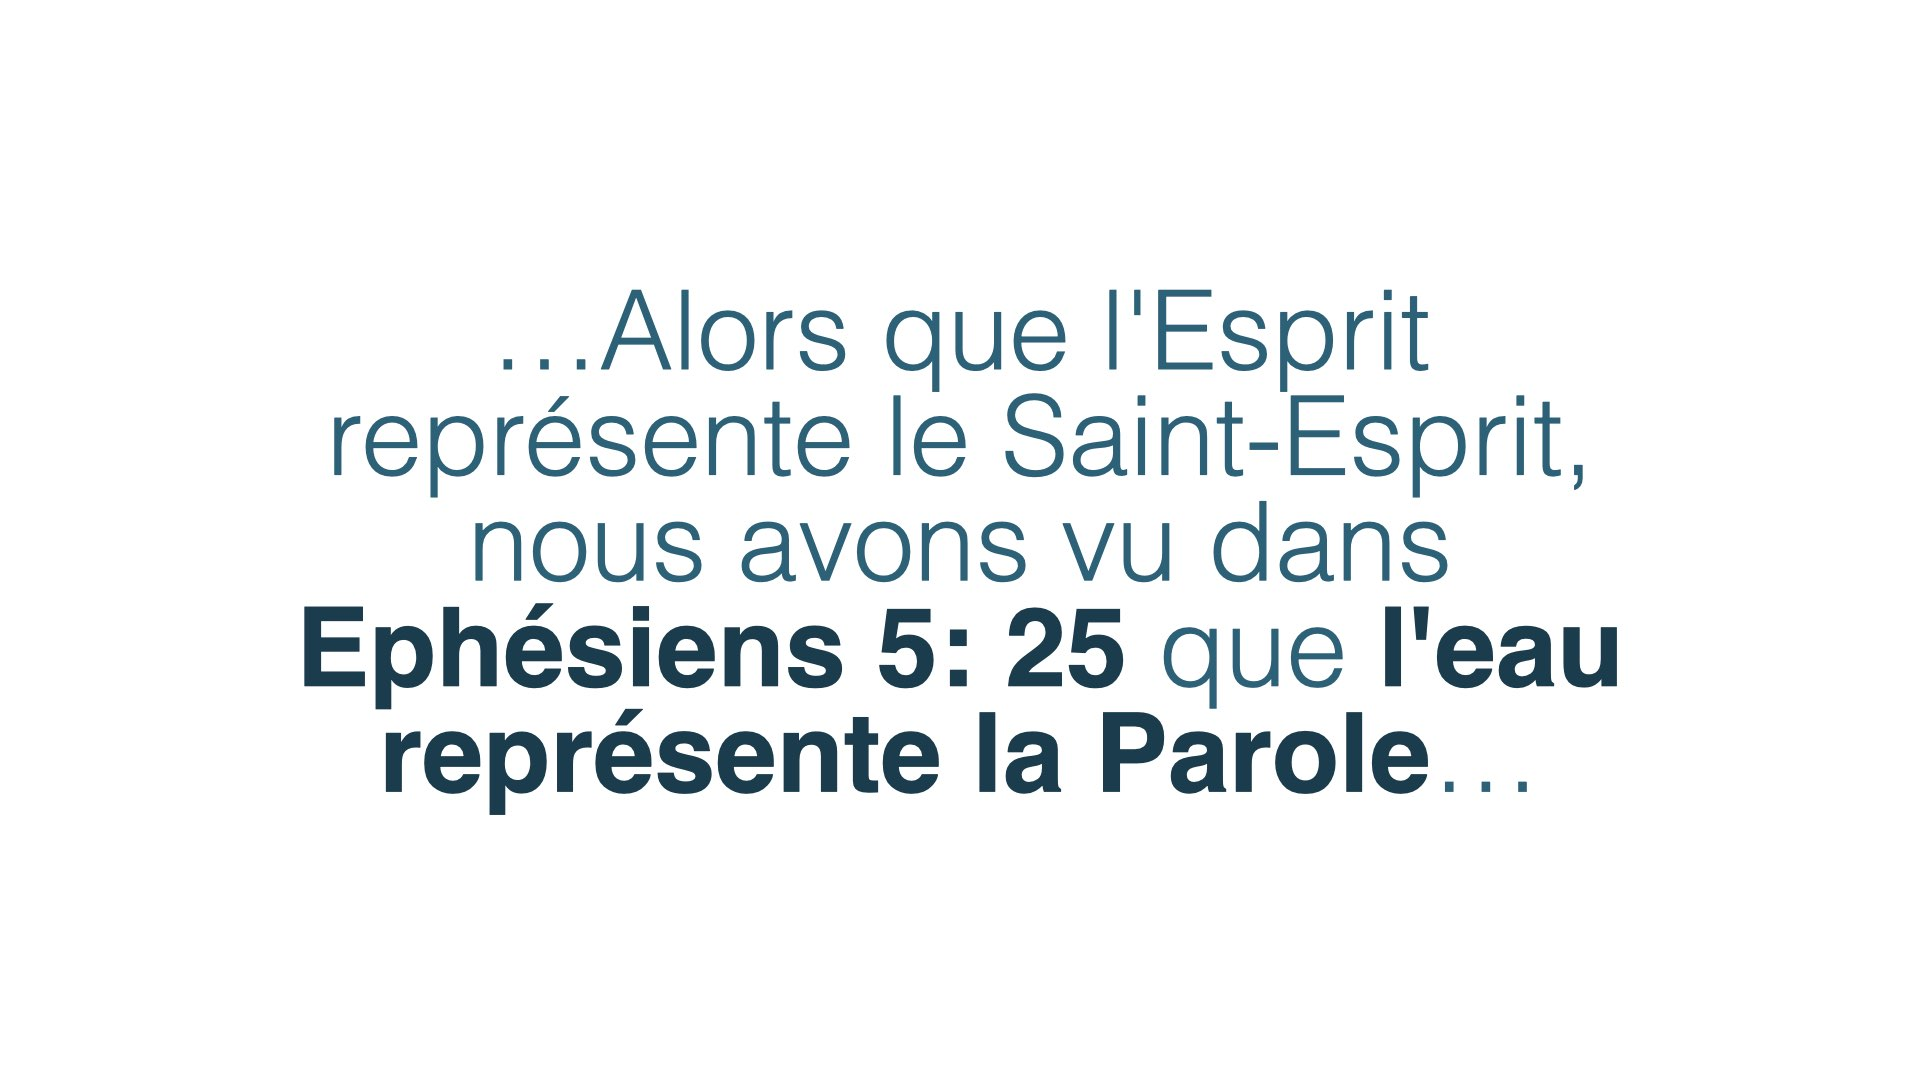 …Alors que l'Esprit
représente le Saint-Esprit,
nous avons vu dans
Ephésiens 5: 25 que l'eau
représente la Parole…